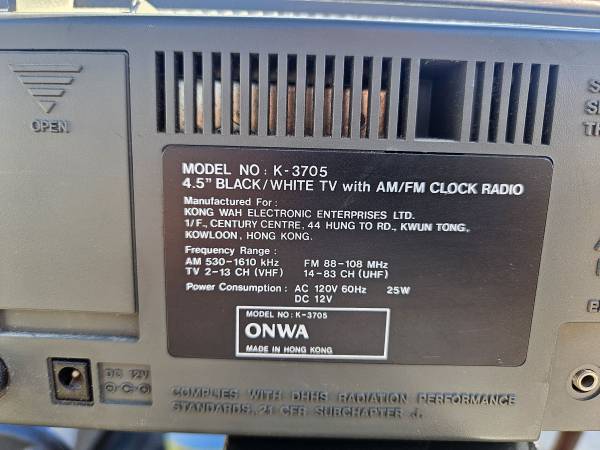 OPEN
MODEL NO : K-3705
4.5" BLACK/WHITE TV with AM/FM CLOCK RADIO
Manufactured For :
KONG WAH ELECTRONIC ENTERPRISES LTD.
1/F., CENTURY CENTRE, 44 HUNG TO RD., KWUN TONG,
KOWLOON, HONG KONG.
Frequency Range :
AM 530-1610 kHz FM 88-108 MHz
TV 2-13 CH (VHF) 14-83 CH (UHF)
Power Consumption : AC 120V 60Hz 25W
DC 12V
MODEL NO: K-3705
ONWA
MADE IN HONG KONG
DC 12V
COMPLIES WITH DHHS RADIATION PERFORMANCE
STANDARDS, 21 CFR SUBCHAPTER J.